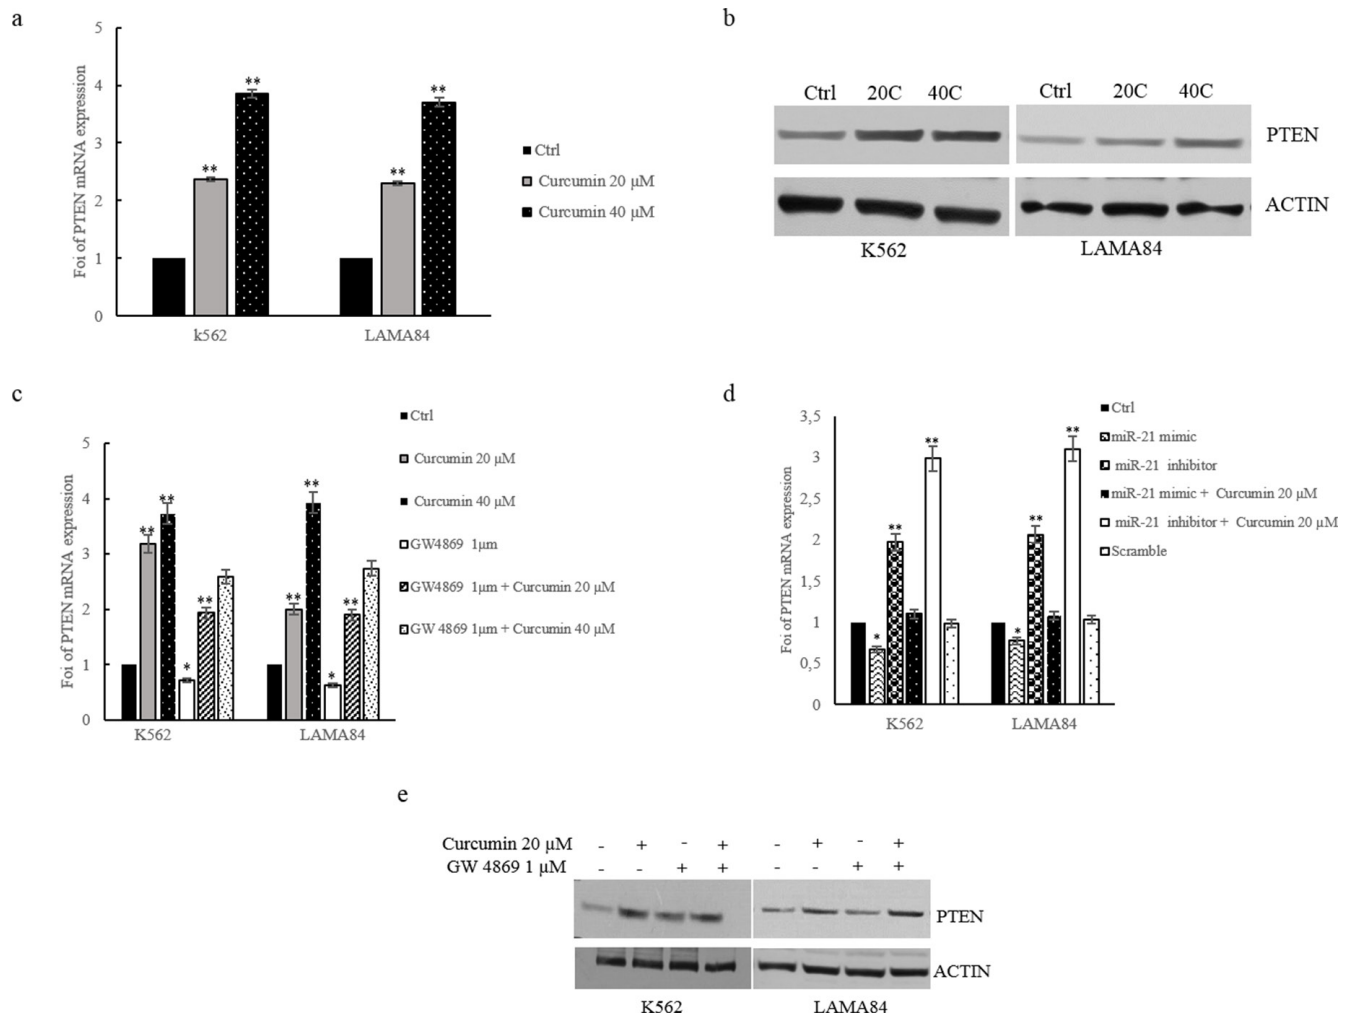 a
Foi of PTEN mRNA expression
5
4
3
2
1
0
** ** ** **
k562 LAMA84
Ctrl
Curcumin 20 µM
Curcumin 40 µM
b
Ctrl 20C 40C Ctrl 20C 40C
PTEN
ACTIN
K562 LAMA84
c
Foi of PTEN mRNA expression
5
4
3
2
1
0
** ** * ** ** ** * **
K562 LAMA84
Ctrl
Curcumin 20 µM
Curcumin 40 µM
GW4869 1µm
GW4869 1µm + Curcumin 20 µM
GW 4869 1µm + Curcumin 40 µM
d
Foi of PTEN mRNA expression
3,5
3
2,5
2
1,5
1
0,5
0
* ** ** * ** **
K562 LAMA84
Ctrl
miR-21 mimic
miR-21 inhibitor
miR-21 mimic + Curcumin 20 µM
miR-21 inhibitor + Curcumin 20 µM
Scramble
e
Curcumin 20 µM - + - + - + - +
GW 4869 1 µM - - + + - - + +
PTEN
ACTIN
K562 LAMA84